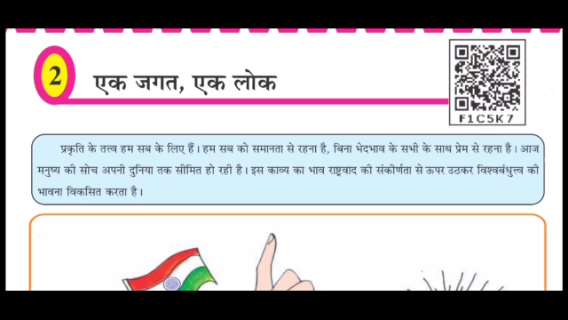 2
एक जगत, एक लोक
F1C5K7
प्रकृति के तत्त्व हम सब के लिए हैं। हम सब को समानता से रहना है, बिना भेदभाव के सभी के साथ प्रेम से रहना है। आज
मनुष्य की सोच अपनी दुनिया तक सीमित हो रही है। इस काव्य का भाव राष्ट्रवाद की संकीर्णता से ऊपर उठकर विश्वबंधुत्त्व की
भावना विकसित करता है।